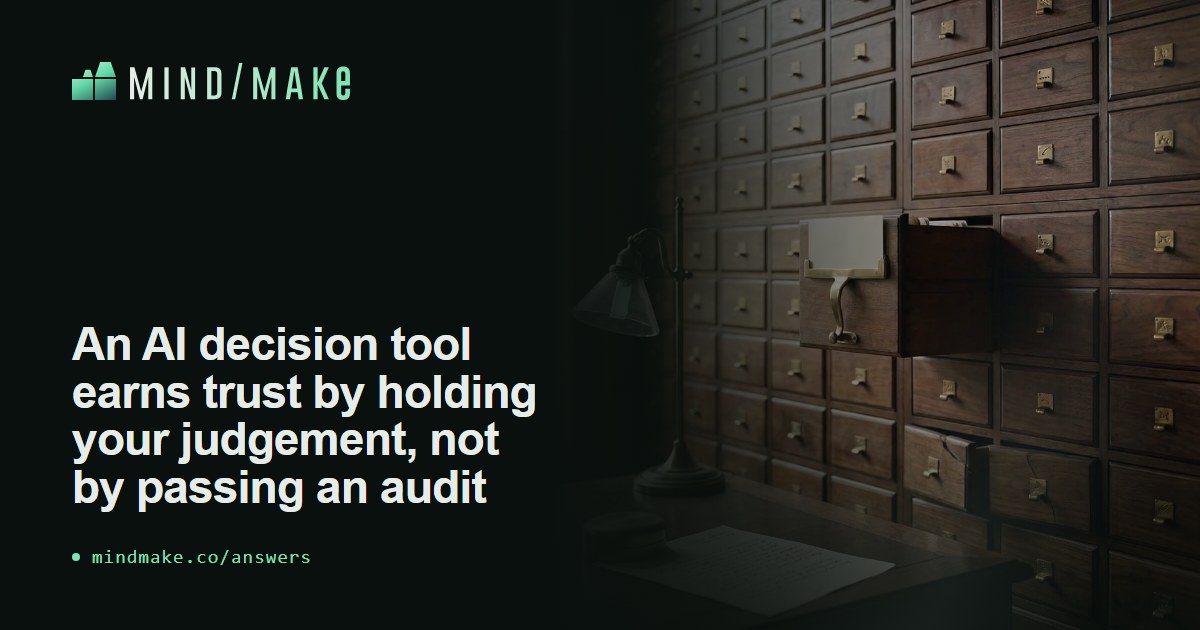 MIND/MAKE
An AI decision tool
earns trust by holding
your judgement, not
by passing an audit
mindmake.co/answers